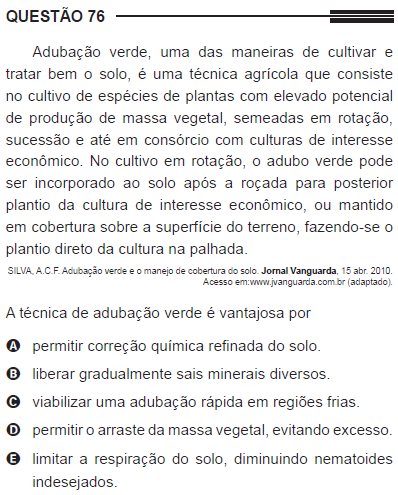 QUESTÃO 76
Adubação verde, uma das maneiras de cultivar e
tratar bem o solo, é uma técnica agrícola que consiste
no cultivo de espécies de plantas com elevado potencial
de produção de massa vegetal, semeadas em rotação,
sucessão e até em consórcio com culturas de interesse
econômico. No cultivo em rotação, o adubo verde pode
ser incorporado ao solo após a roçada para posterior
plantio da cultura de interesse econômico, ou mantido
em cobertura sobre a superfície do terreno, fazendo-se o
plantio direto da cultura na palhada.
SILVA, A.C.F. Adubação verde e o manejo de cobertura do solo. Jornal Vanguarda, 15 abr. 2010.
Acesso em:www.jvanguarda.com.br (adaptado).
A técnica de adubação verde é vantajosa por
A permitir correção química refinada do solo.
B liberar gradualmente sais minerais diversos.
C viabilizar uma adubação rápida em regiões frias.
D permitir o arraste da massa vegetal, evitando excesso.
E limitar a respiração do solo, diminuindo nematoides
indesejados.